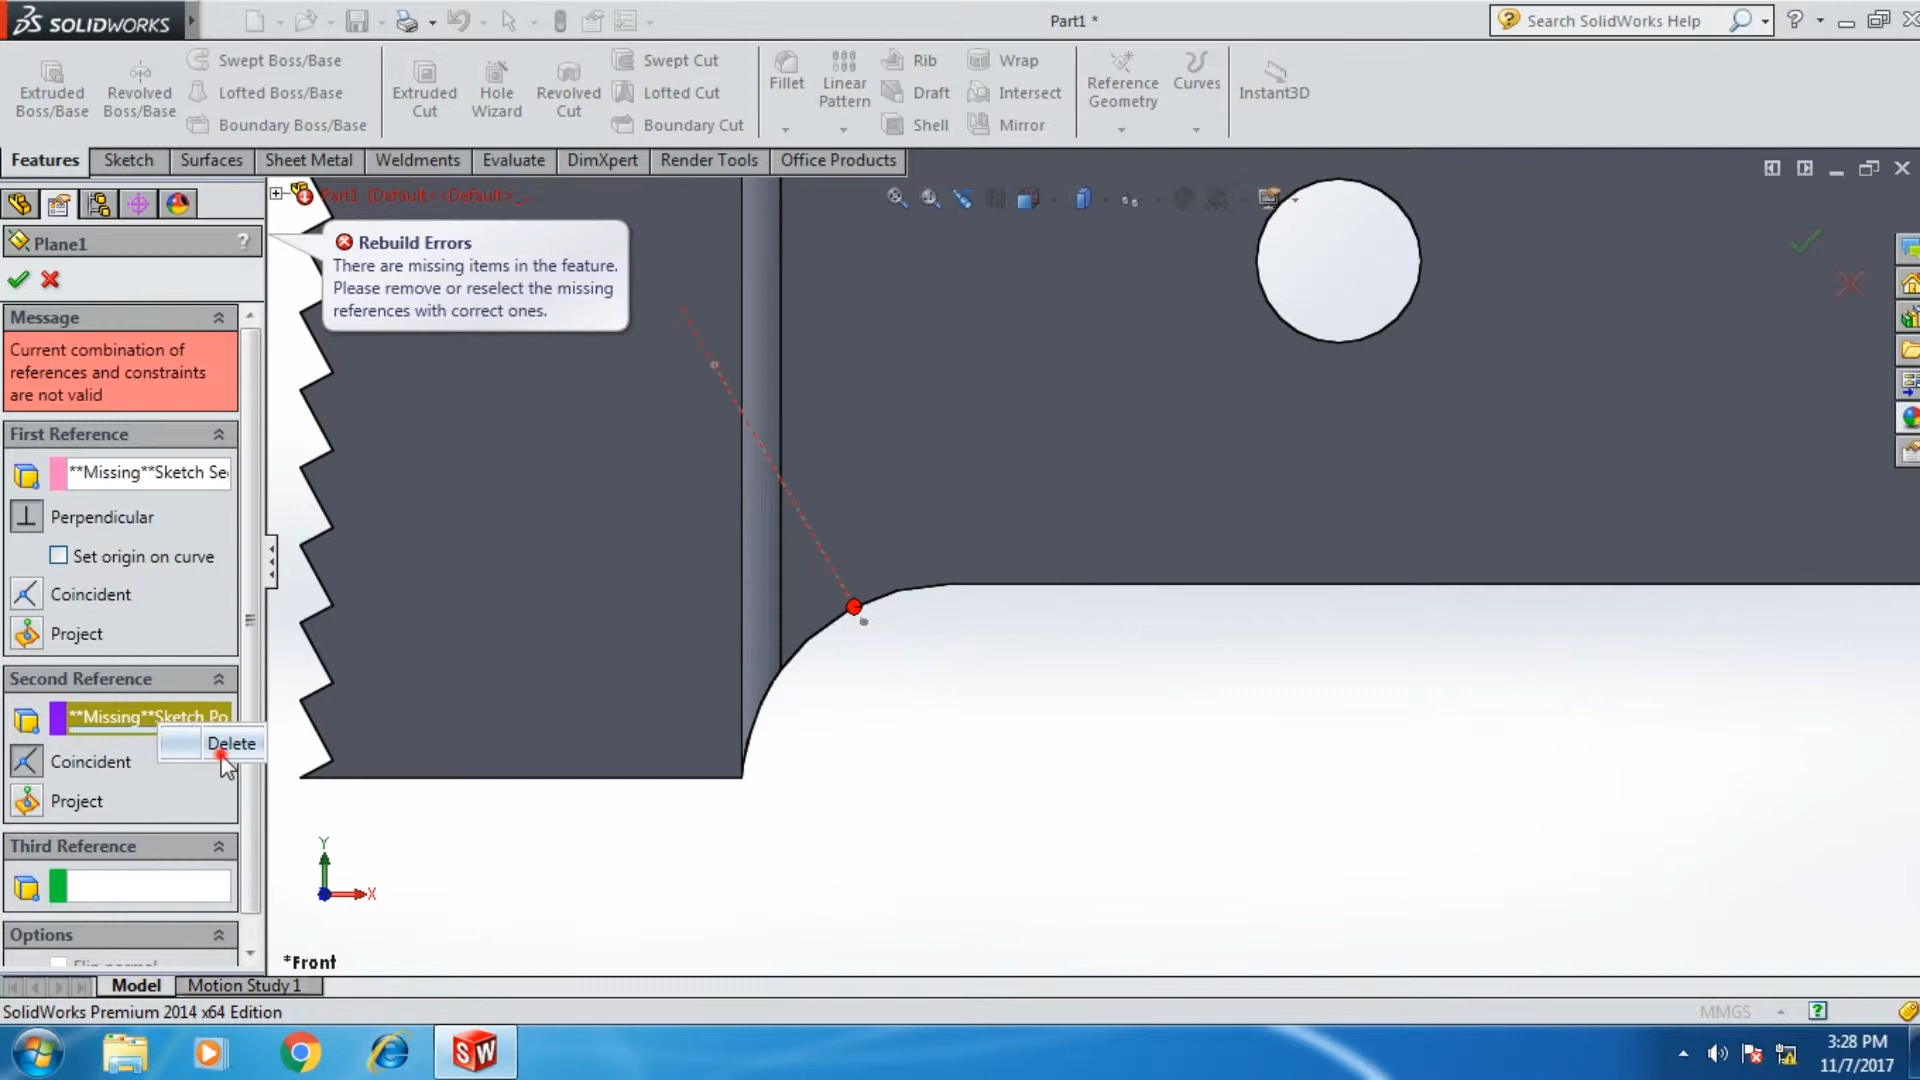 SOLIDWORKS
Part1 *
Search SolidWorks Help
Extruded Boss/Base
Revolved Boss/Base
Swept Boss/Base
Lofted Boss/Base
Boundary Boss/Base
Extruded Cut
Hole Wizard
Revolved Cut
Swept Cut
Lofted Cut
Boundary Cut
Fillet
Linear Pattern
Rib
Draft
Shell
Wrap
Intersect
Mirror
Reference Geometry
Curves
Instant3D
Features
Sketch
Surfaces
Sheet Metal
Weldments
Evaluate
DimXpert
Render Tools
Office Products
Part1 (Default<<Default>_...
Plane1
?
Rebuild Errors
There are missing items in the feature.
Please remove or reselect the missing
references with correct ones.
Message
Current combination of
references and constraints
are not valid
First Reference
**Missing**Sketch Se
Perpendicular
Set origin on curve
Coincident
Project
Second Reference
**Missing**Sketch Po
Delete
Coincident
Project
Third Reference
Options
Flip normal
Y
X
*Front
Model
Motion Study 1
SolidWorks Premium 2014 x64 Edition
MMGS
SW
3:28 PM
11/7/2017